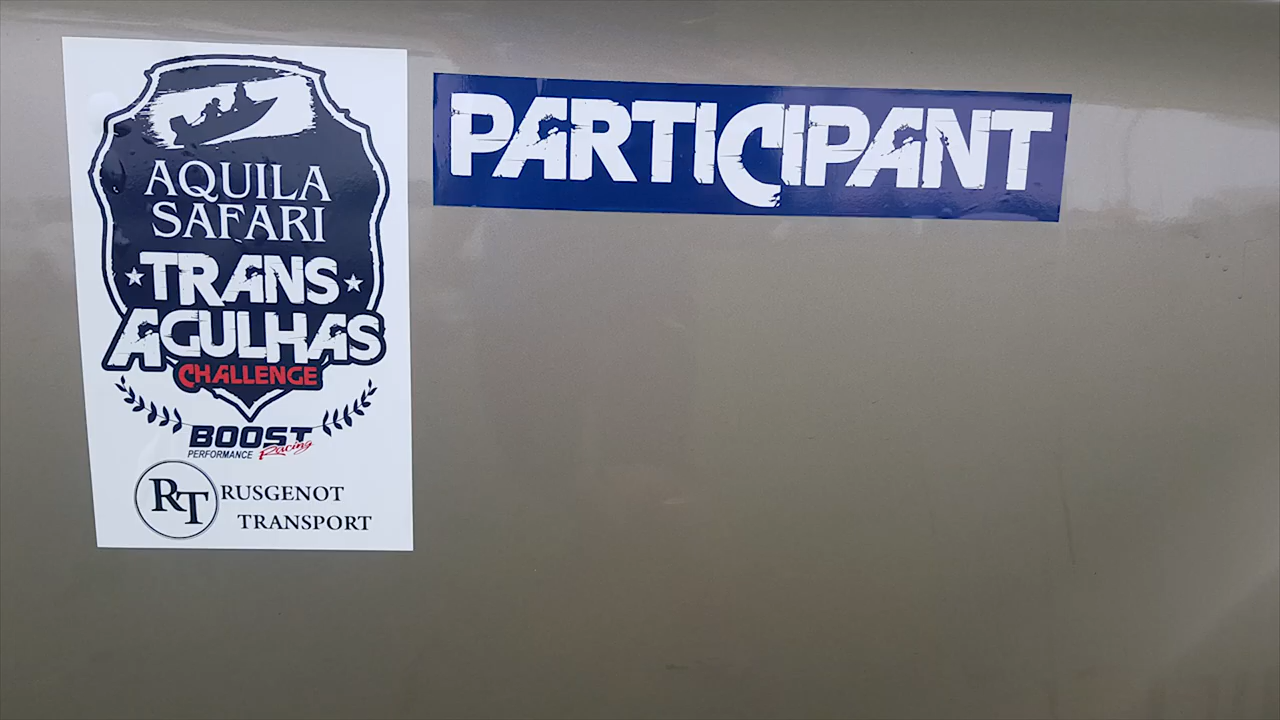 AQUILA
SAFARI
TRANS
AGULHAS
CHALLENGE
BOOST
PERFORMANCE Racing
RT RUSGENOT
TRANSPORT
PARTICIPANT